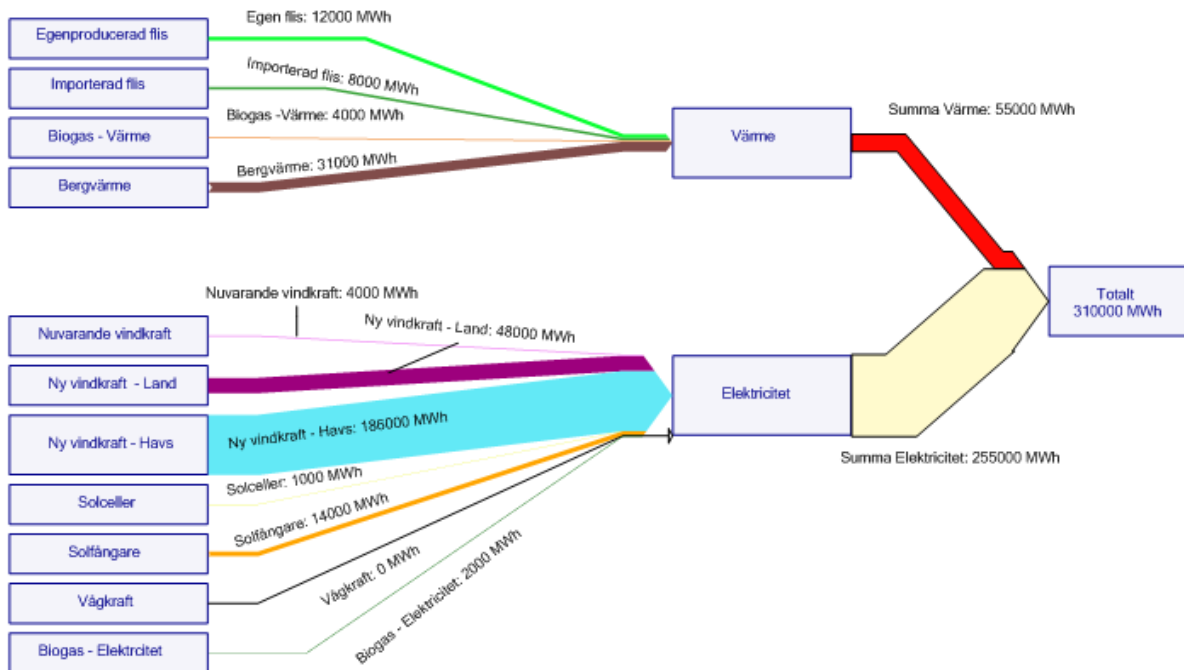 Egen flis: 12000 MWh
Egenproducerad flis
Importerad flis: 8000 MWh
Importerad flis
Biogas -Värme: 4000 MWh
Biogas - Värme
Bergvärme: 31000 MWh
Bergvärme
Värme
Summa Värme: 55000 MWh
Totalt
310000 MWh
Nuvarande vindkraft: 4000 MWh
Nuvarande vindkraft
Ny vindkraft - Land: 48000 MWh
Ny vindkraft - Land
Ny vindkraft - Havs: 186000 MWh
Ny vindkraft - Havs
Elektricitet
Summa Elektricitet: 255000 MWh
Solceller: 1000 MWh
Solceller
Solfångare: 14000 MWh
Solfångare
Vågkraft: 0 MWh
Vågkraft
Biogas - Elektricitet: 2000 MWh
Biogas - Elektrcitet